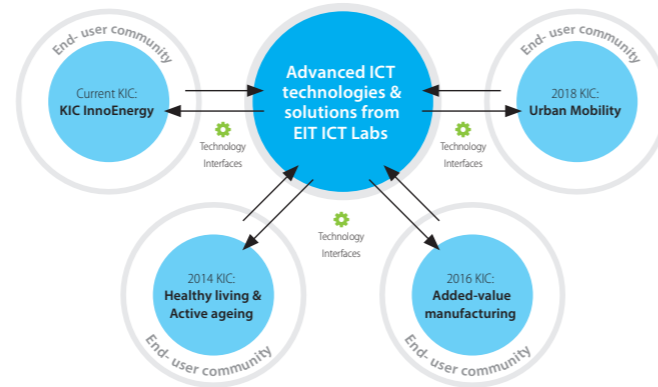 End- user community
Current KIC:
KIC InnoEnergy
Advanced ICT
technologies &
solutions from
EIT ICT Labs
End- user community
2018 KIC:
Urban Mobility
Technology
Interfaces
Technology
Interfaces
Technology
Interfaces
2014 KIC:
Healthy living &
Active ageing
End- user community
2016 KIC:
Added-value
manufacturing
End- user community